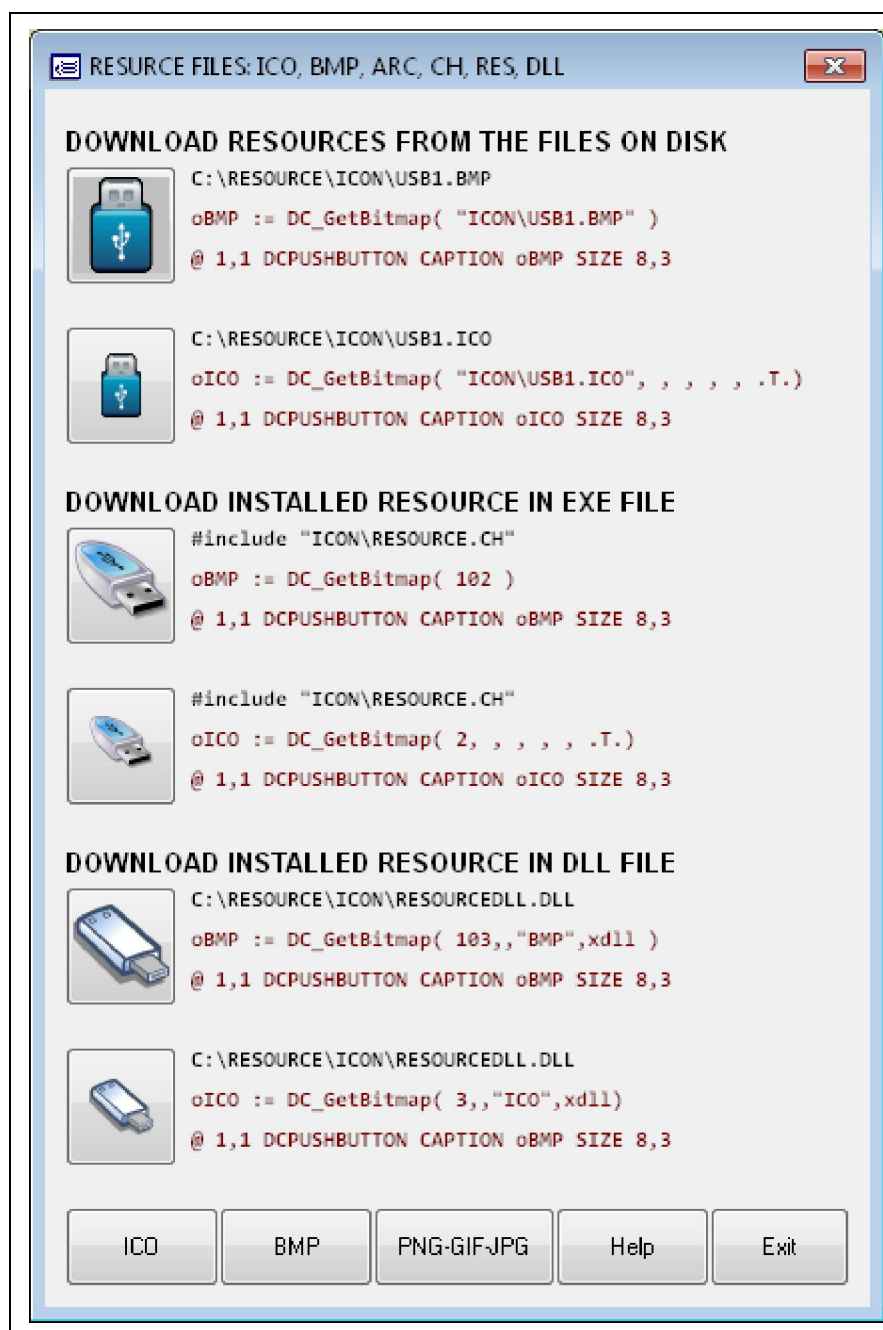 RESURCE FILES: ICO, BMP, ARC, CH, RES, DLL
DOWNLOAD RESOURCES FROM THE FILES ON DISK
C:\RESOURCE\ICON\USB1.BMP
oBMP := DC_GetBitmap( "ICON\USB1.BMP" )
@ 1,1 DCPUSHBUTTON CAPTION oBMP SIZE 8,3
C:\RESOURCE\ICON\USB1.ICO
oICO := DC_GetBitmap( "ICON\USB1.ICO", , , , , .T.)
@ 1,1 DCPUSHBUTTON CAPTION oICO SIZE 8,3
DOWNLOAD INSTALLED RESOURCE IN EXE FILE
#include "ICON\RESOURCE.CH"
oBMP := DC_GetBitmap( 102 )
@ 1,1 DCPUSHBUTTON CAPTION oBMP SIZE 8,3
#include "ICON\RESOURCE.CH"
oICO := DC_GetBitmap( 2, , , , , .T.)
@ 1,1 DCPUSHBUTTON CAPTION oICO SIZE 8,3
DOWNLOAD INSTALLED RESOURCE IN DLL FILE
C:\RESOURCE\ICON\RESOURCEDLL.DLL
oBMP := DC_GetBitmap( 103,,"BMP",xdll )
@ 1,1 DCPUSHBUTTON CAPTION oBMP SIZE 8,3
C:\RESOURCE\ICON\RESOURCEDLL.DLL
oICO := DC_GetBitmap( 3,,"ICO",xdll)
@ 1,1 DCPUSHBUTTON CAPTION oBMP SIZE 8,3
ICO BMP PNG-GIF-JPG Help Exit